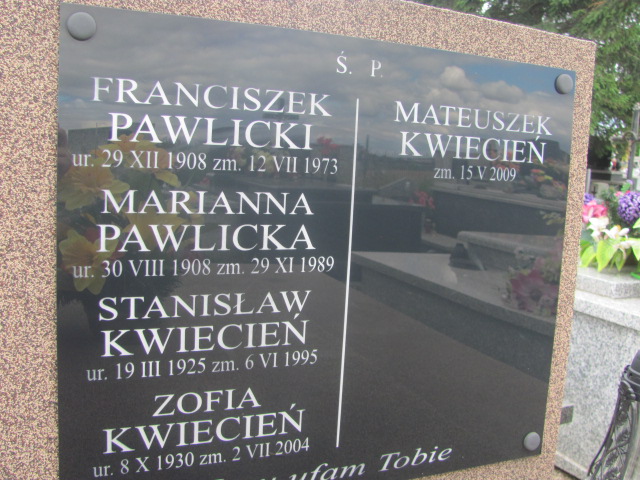 Ś. P.
FRANCISZEK
PAWLICKI
ur. 29 XII 1908 zm. 12 VII 1973
MARIANNA
PAWLICKA
ur. 30 VIII 1908 zm. 29 XI 1989
STANISŁAW
KWIECIEŃ
ur. 19 III 1925 zm. 6 VI 1995
ZOFIA
KWIECIEŃ
ur. 8 X 1930 zm. 2 VII 2004
MATEUSZEK
KWIECIEŃ
zm. 15 V 2009
ufam Tobie